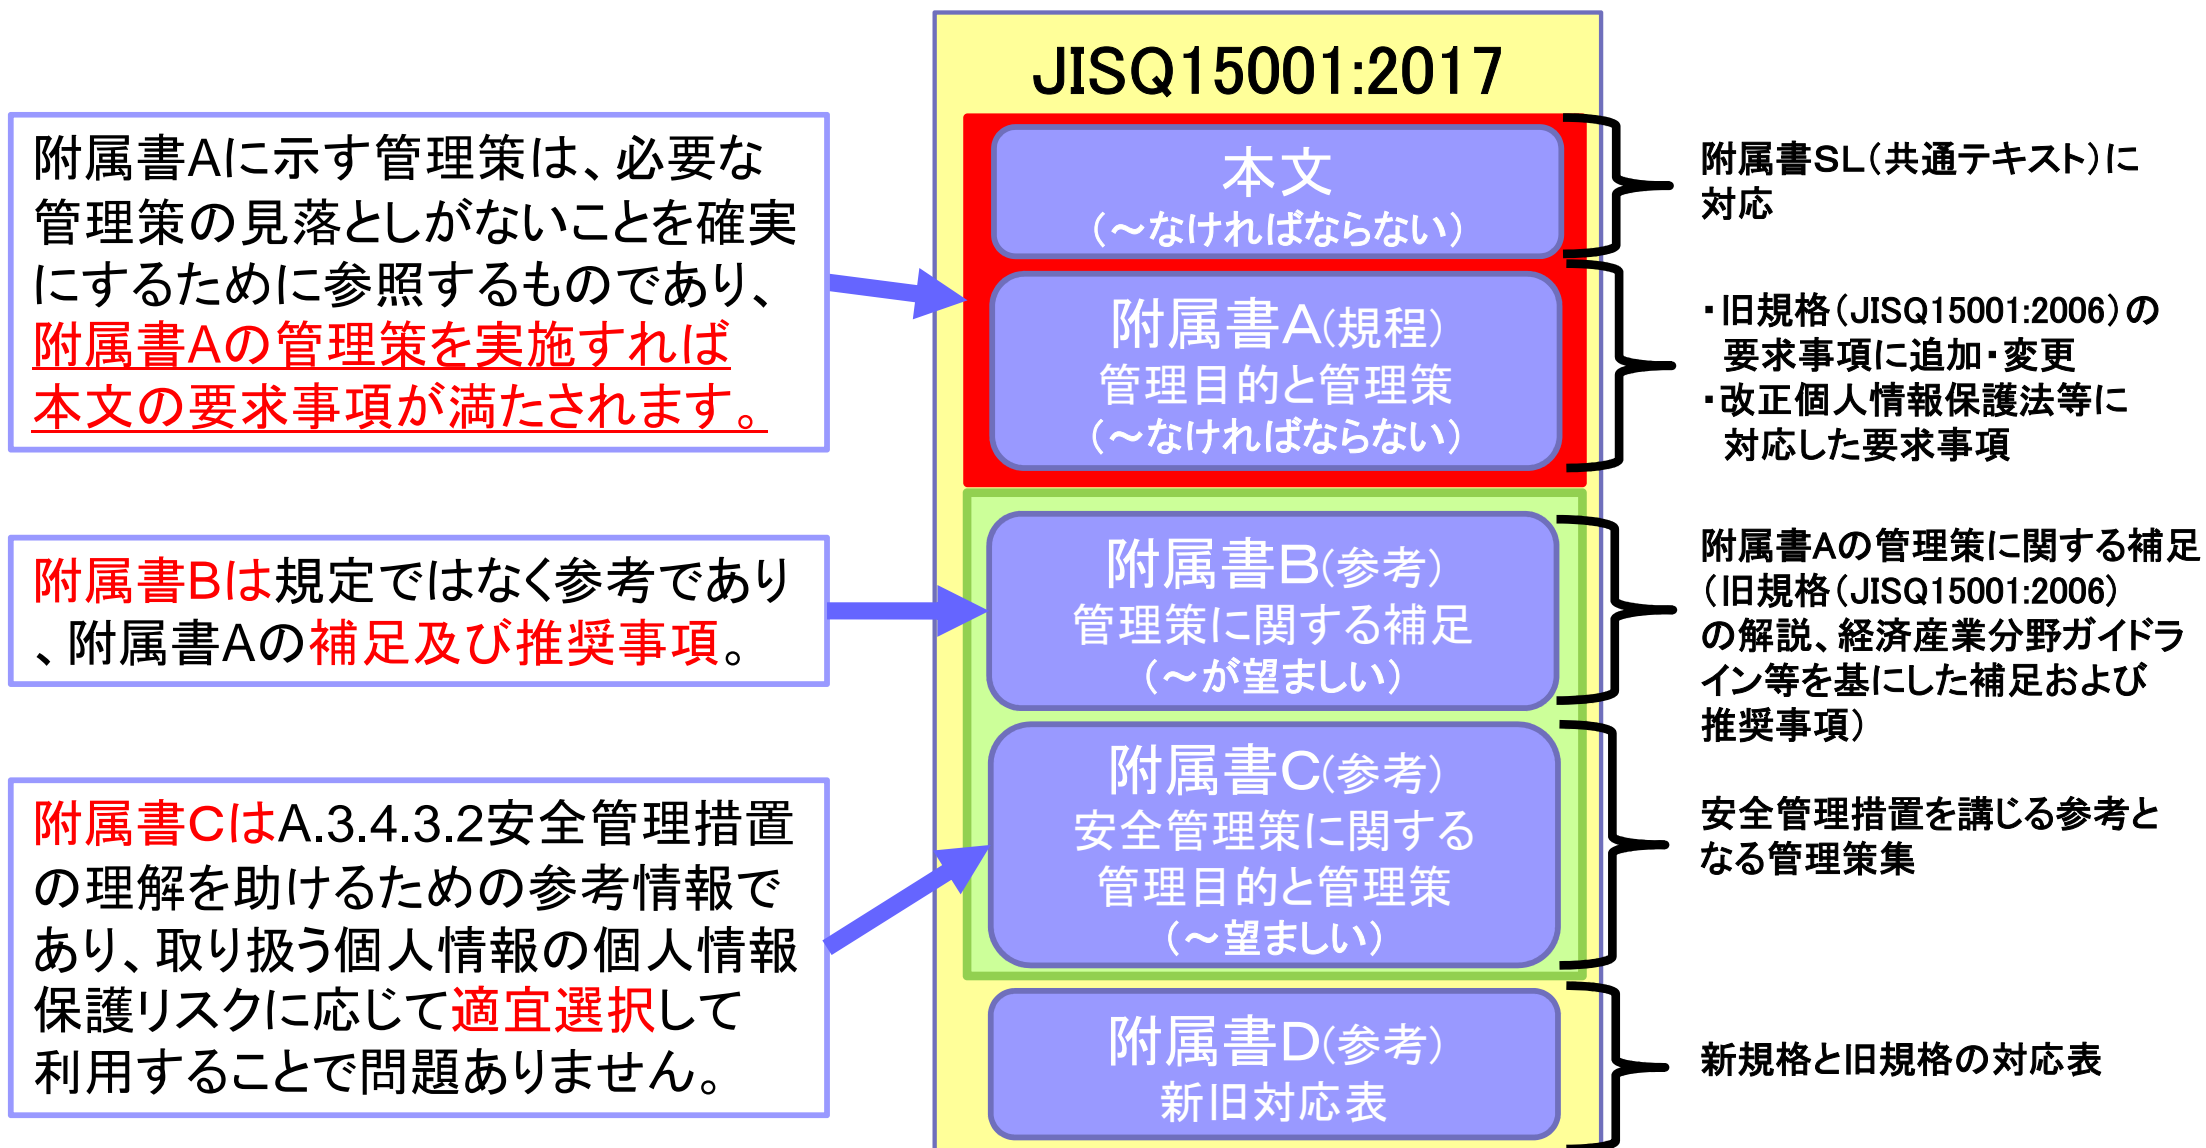 JISQ15001:2017
附属書Aに示す管理策は、必要な
管理策の見落としがないことを確実
にするために参照するものであり、
附属書Aの管理策を実施すれば
本文の要求事項が満たされます。
附属書Bは規定ではなく参考であり
、附属書Aの補足及び推奨事項。
附属書CはA.3.4.3.2安全管理措置
の理解を助けるための参考情報で
あり、取り扱う個人情報の個人情報
保護リスクに応じて適宜選択して
利用することで問題ありません。
本文
(～なければならない)
附属書A(規程)
管理目的と管理策
(～なければならない)
附属書B(参考)
管理策に関する補足
(～が望ましい)
附属書C(参考)
安全管理策に関する
管理目的と管理策
(～望ましい)
附属書D(参考)
新旧対応表
附属書SL(共通テキスト)に
対応
・旧規格(JISQ15001:2006)の
要求事項に追加・変更
・改正個人情報保護法等に
対応した要求事項
附属書Aの管理策に関する補足
(旧規格(JISQ15001:2006)
の解説、経済産業分野ガイドラ
イン等を基にした補足および
推奨事項)
安全管理措置を講じる参考と
なる管理策集
新規格と旧規格の対応表